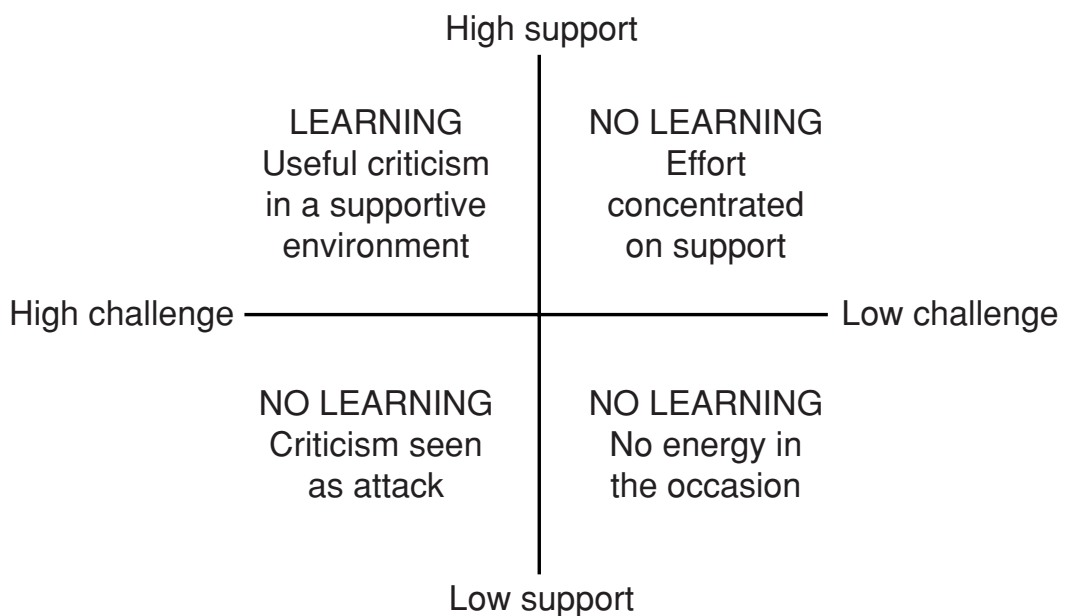 High support
LEARNING
Useful criticism
in a supportive
environment
NO LEARNING
Effort
concentrated
on support
High challenge
Low challenge
NO LEARNING
Criticism seen
as attack
NO LEARNING
No energy in
the occasion
Low support